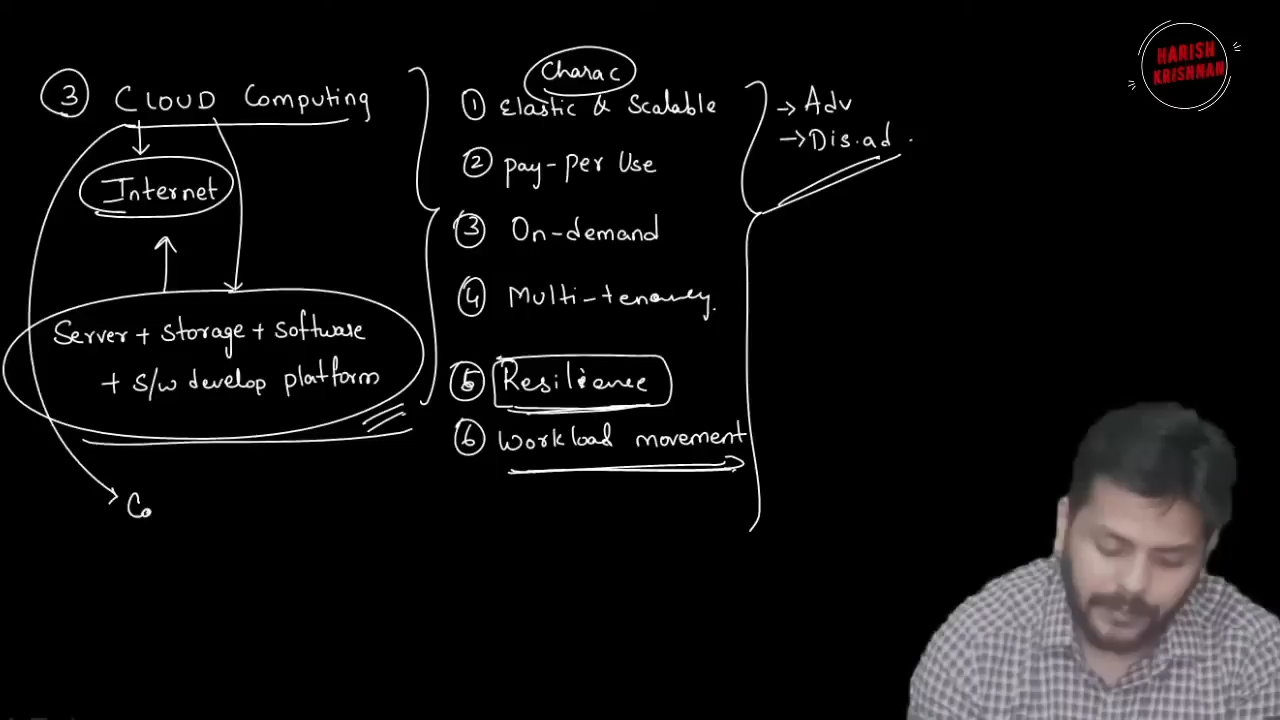 ③ CLOUD Computing
Internet
Server + Storage + Software
+ S/W develop platform
Co
Charac
① Elastic & Scalable
② pay-per Use
③ On-demand
④ Multi-tenancy.
⑤ Resilience
⑥ Workload movement
→ Adv
→ Dis.ad.
HARISH
KRISHNAN